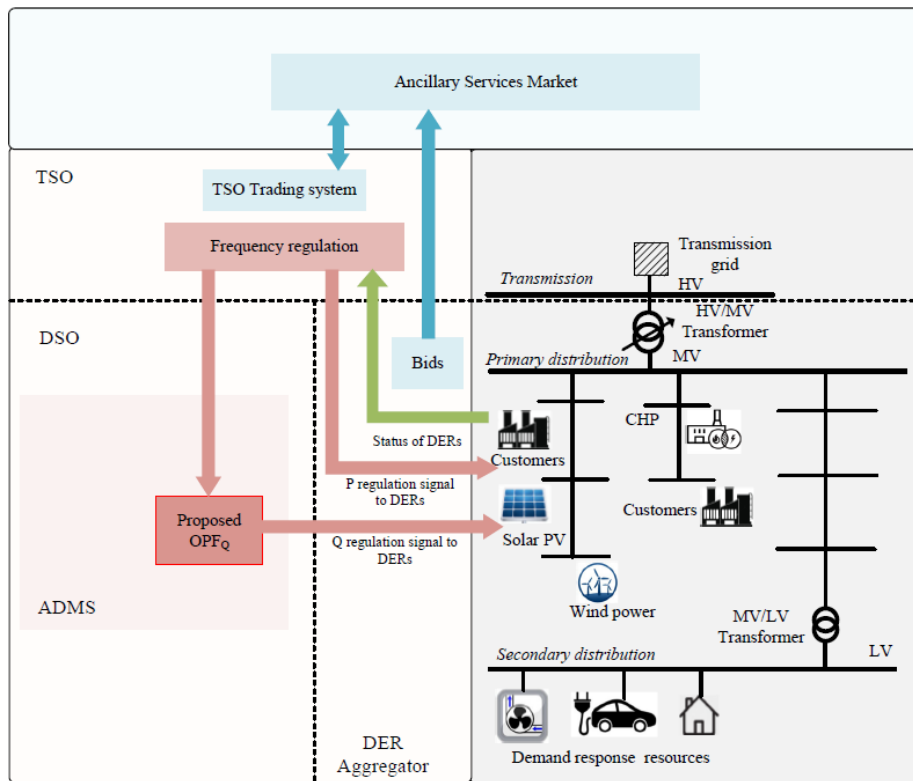 Ancillary Services Market
TSO
TSO Trading system
Frequency regulation
Transmission
grid
Transmission
HV
HV/MV
Transformer
DSO
Bids
Primary distribution
MV
Status of DERs
Customers
CHP
P regulation signal
to DERs
Customers
Proposed
OPFQ
Q regulation signal to
DERs
Solar PV
ADMS
Wind power
MV/LV
Transformer
Secondary distribution
LV
DER
Aggregator
Demand response resources